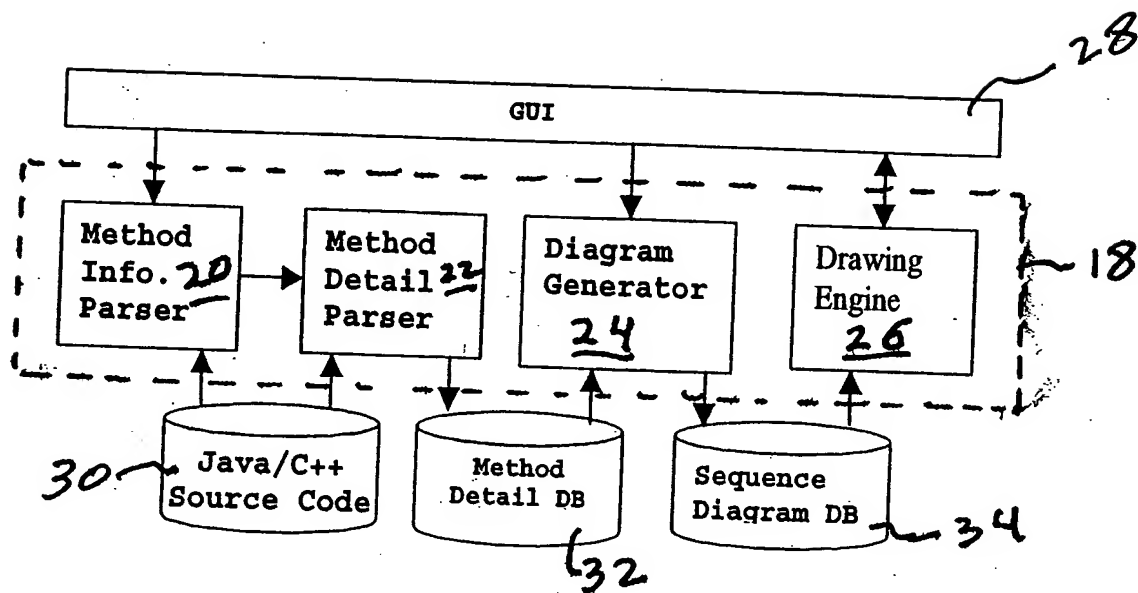 28
GUI
Method
Info. 20
Parser
Method
Detail 22
Parser
Diagram
Generator
24
Drawing
Engine
26
18
30
Java/C++
Source Code
Method
Detail DB
32
Sequence
Diagram DB
34